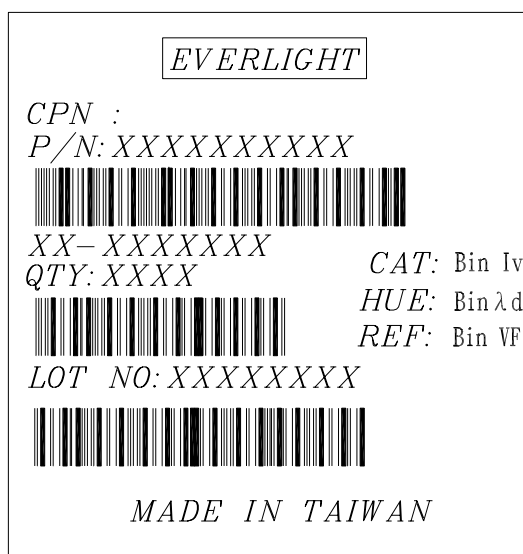 EVERLIGHT
CPN :
P/N: XXXXXXXXXX
XX-XXXXXXX
QTY: XXXX
CAT: Bin Iv
HUE: Bin λd
REF: Bin VF
LOT NO: XXXXXXXX
MADE IN TAIWAN